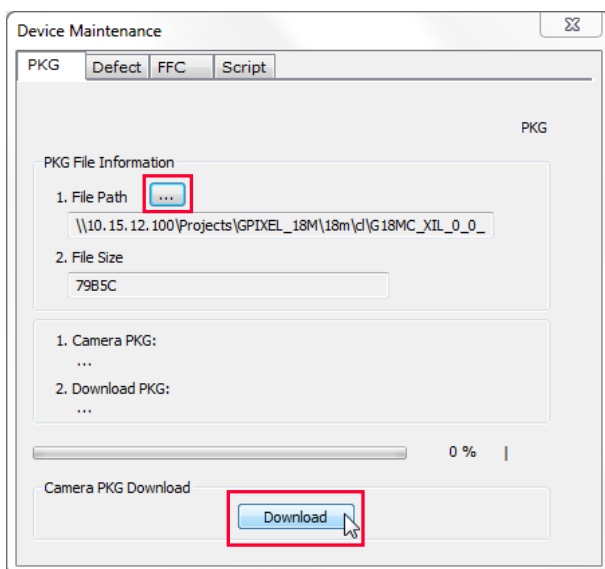 Device Maintenance
PKG Defect FFC Script
PKG
PKG File Information
1. File Path ...
\\10.15.12.100\Projects\GPIXEL_18M\18m\cl\G18MC_XIL_0_0_
2. File Size
79B5C
1. Camera PKG:
...
2. Download PKG:
...
0 % |
Camera PKG Download
Download